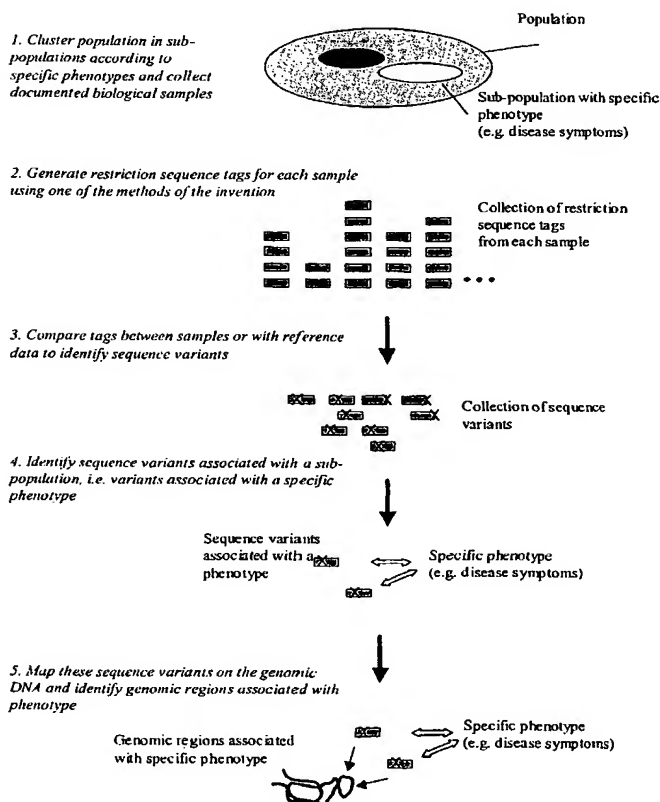 Population
1. Cluster population in sub-
populations according to
specific phenotypes and collect
documented biological samples
Sub-population with specific
phenotype
(e.g. disease symptoms)
2. Generate restriction sequence tags for each sample
using one of the methods of the invention
Collection of restriction
sequence tags
from each sample
3. Compare tags between samples or with reference
data to identify sequence variants
Collection of sequence
variants
4. Identify sequence variants associated with a sub-
population, i.e. variants associated with a specific
phenotype
Sequence variants
associated with a
phenotype
Specific phenotype
(e.g. disease symptoms)
5. Map these sequence variants on the genomic
DNA and identify genomic regions associated with
phenotype
Genomic regions associated
with specific phenotype
Specific phenotype
(e.g. disease symptoms)